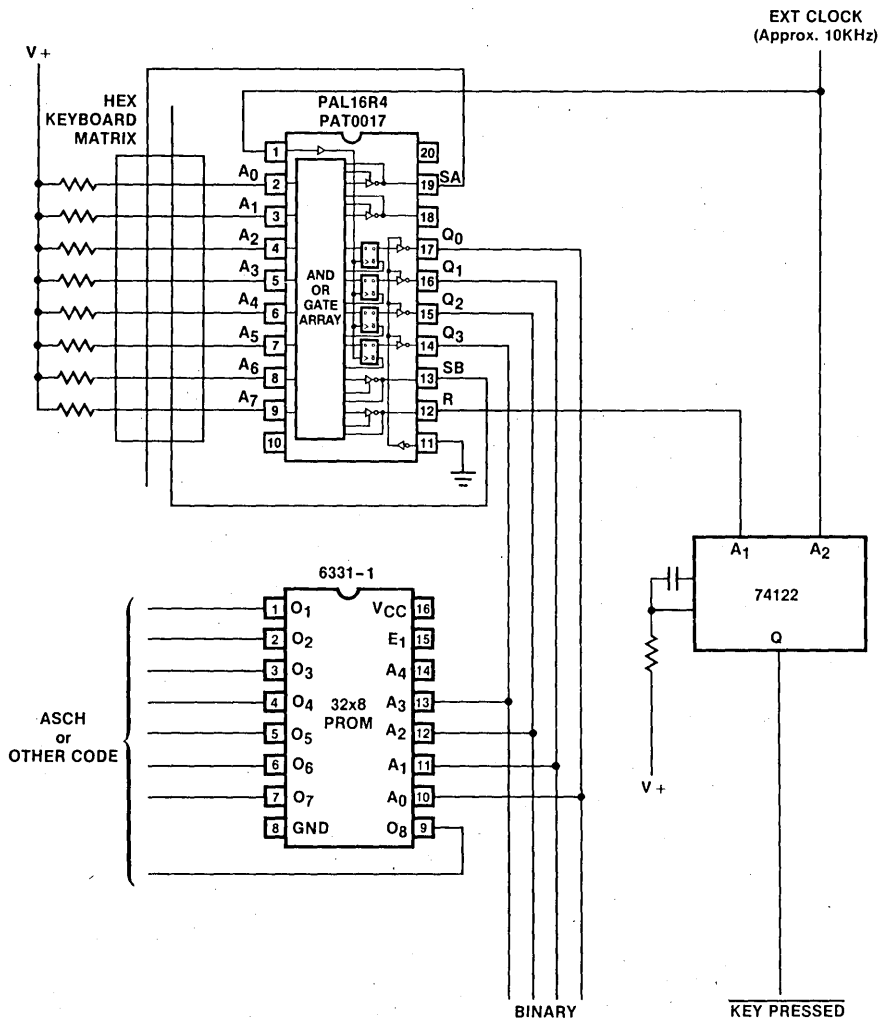 EXT CLOCK
(Approx. 10KHz)
V +
HEX
KEYBOARD
MATRIX
PAL16R4
PAT0017
1
20
A0
2
19
SA
A1
3
18
A2
4
17
Q0
A3
5
16
Q1
A4
6
15
Q2
A5
7
14
Q3
A6
8
13
SB
A7
9
12
R
10
11
AND
OR
GATE
ARRAY
A1
A2
74122
Q
V +
6331-1
1 O1 VCC 16
2 O2 E1 15
3 O3 A4 14
4 O4 A3 13
5 O5 A2 12
6 O6 A1 11
7 O7 A0 10
8 GND O8 9
32x8
PROM
ASCH
or
OTHER CODE
BINARY
KEY PRESSED